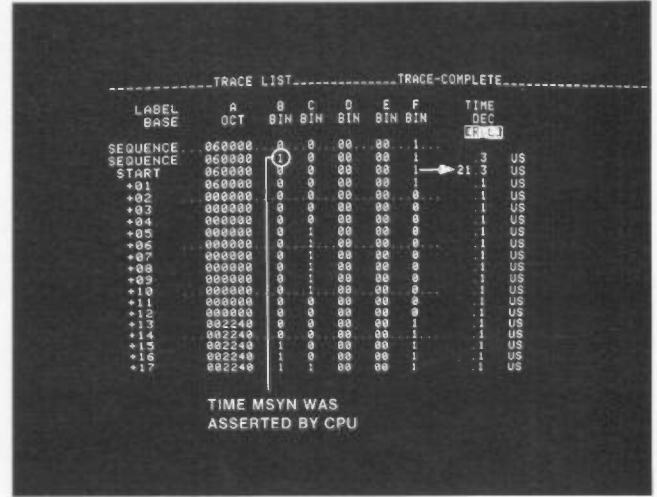 TRACE LIST TRACE-COMPLETE
LABEL A B C D E F TIME
BASE OCT BIN BIN BIN BIN BIN DEC
[REL]
SEQUENCE 060000 0 0 00 00 1
SEQUENCE 060000 1 0 00 00 1 .3 US
START 060000 0 0 00 00 1 21.3 US
+01 060000 0 0 00 00 1 .1 US
+02 000000 0 0 00 00 0 .1 US
+03 000000 0 0 00 00 0 .1 US
+04 000000 0 0 00 00 0 .1 US
+05 000000 0 1 00 00 0 .1 US
+06 000000 0 1 00 00 0 .1 US
+07 000000 0 1 00 00 0 .1 US
+08 000000 0 1 00 00 0 .1 US
+09 000000 0 1 00 00 0 .1 US
+10 000000 0 1 00 00 0 .1 US
+11 000000 0 0 00 00 0 .1 US
+12 000000 0 0 00 00 0 .1 US
+13 002240 0 0 00 00 1 .1 US
+14 002240 0 0 00 00 1 .1 US
+15 002240 1 0 00 00 1 .1 US
+16 002240 1 0 00 00 1 .1 US
+17 002240 1 1 00 00 1 .1 US
TIME MSYN WAS
ASSERTED BY CPU